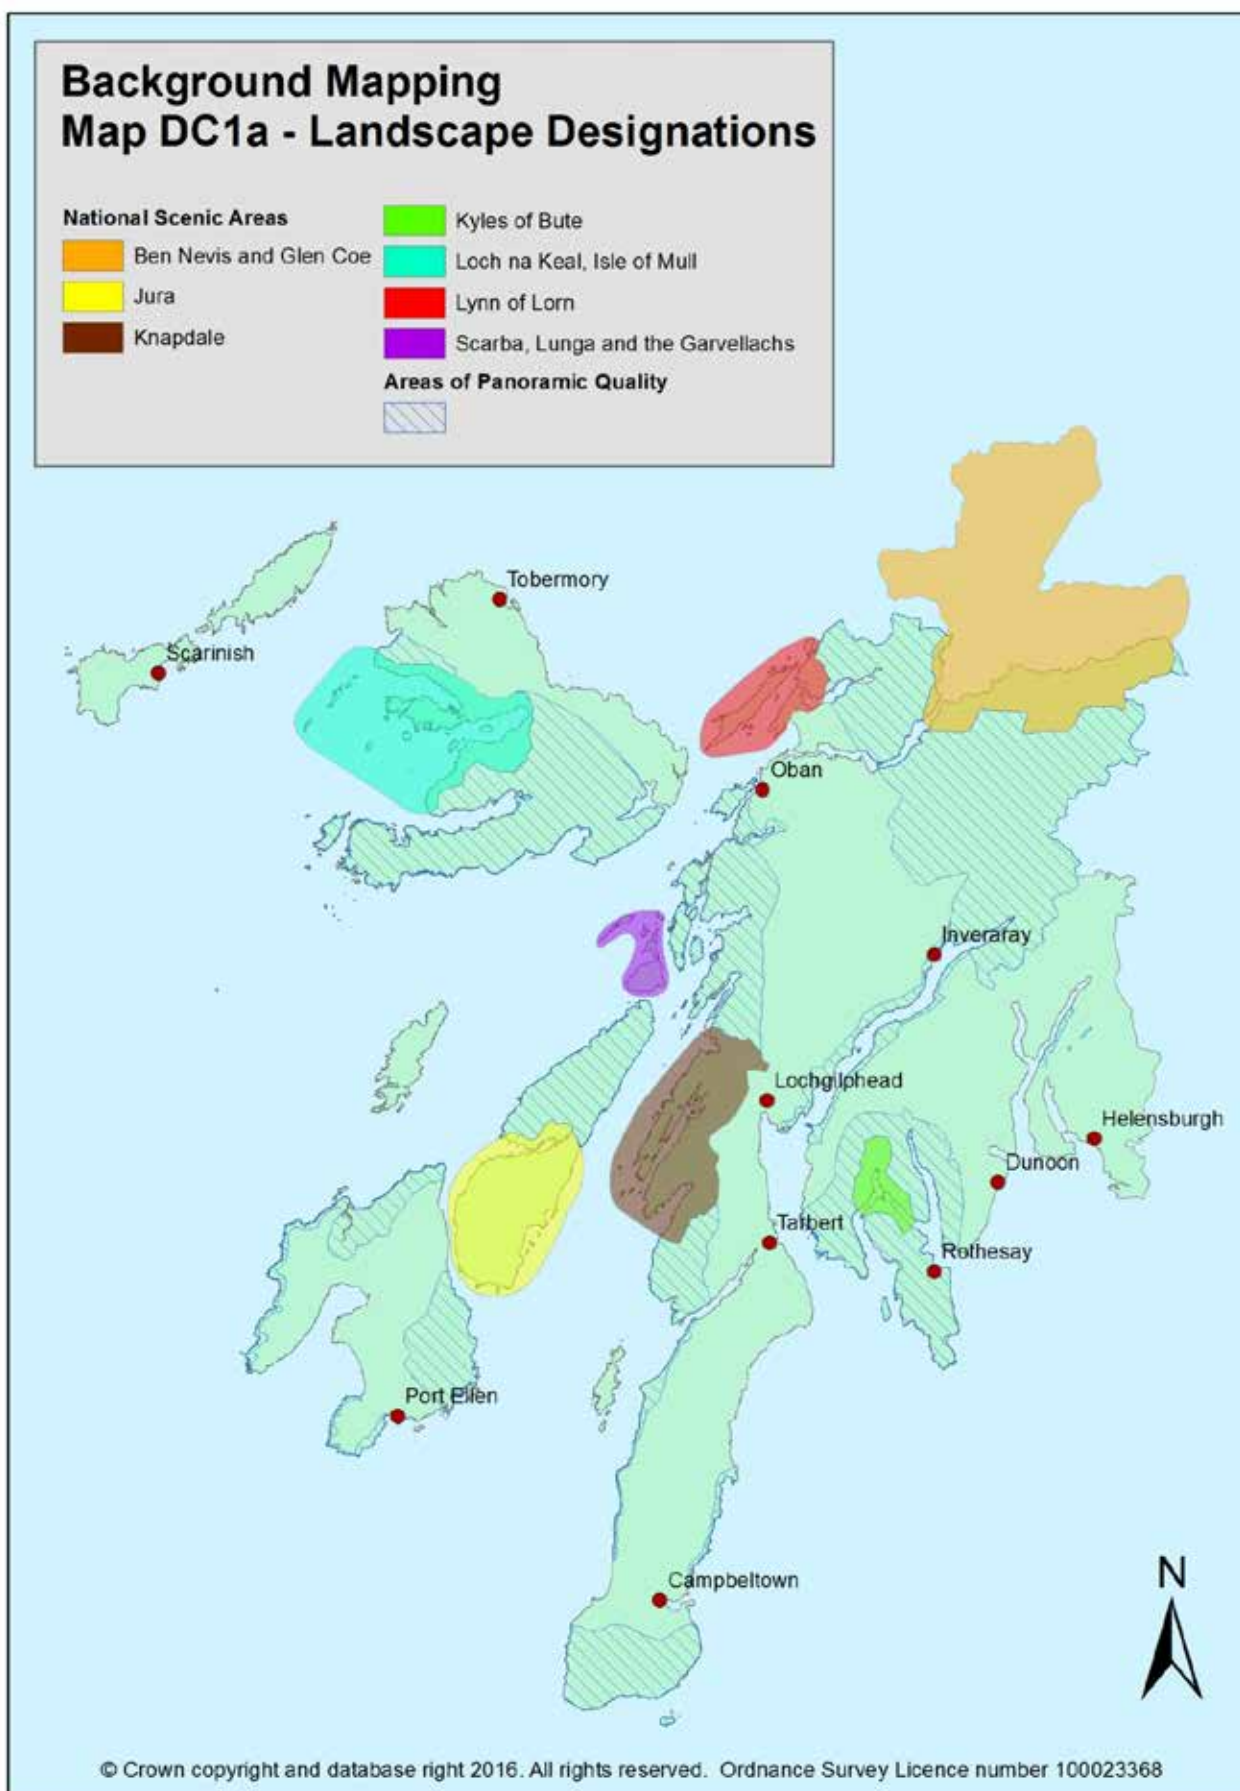 Background Mapping
Map DC1a - Landscape Designations
National Scenic Areas
Ben Nevis and Glen Coe
Jura
Knapdale
Kyles of Bute
Loch na Keal, Isle of Mull
Lynn of Lorn
Scarba, Lunga and the Garvellachs
Areas of Panoramic Quality
Tobermory
Scarinish
Oban
Inveraray
Lochgilphead
Helensburgh
Dunoon
Tarbert
Rothesay
Port Ellen
Campbeltown
N
© Crown copyright and database right 2016. All rights reserved. Ordnance Survey Licence number 100023368